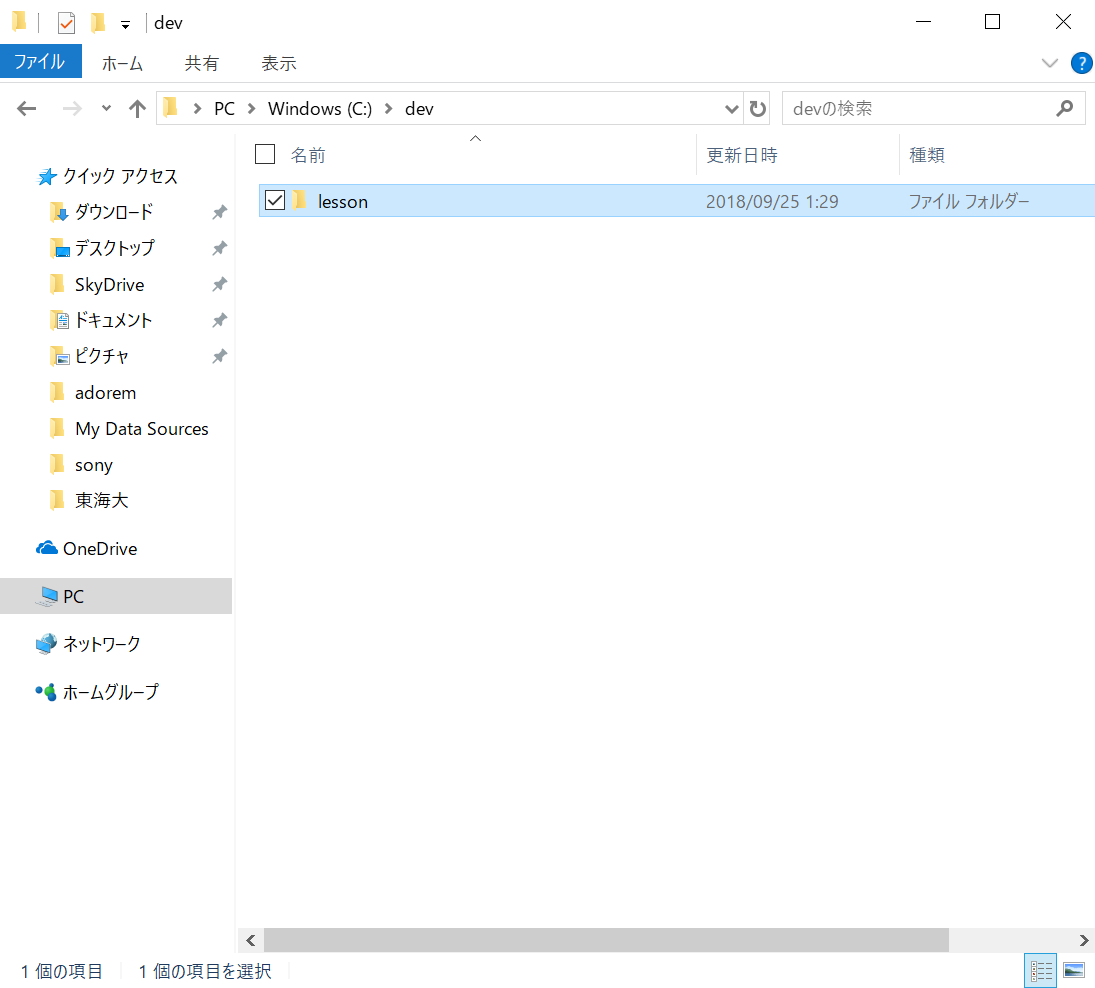 dev
ファイル ホーム 共有 表示 ?
PC Windows (C:) dev devの検索
名前 更新日時 種類
lesson 2018/09/25 1:29 ファイル フォルダー
クイック アクセス
ダウンロード
デスクトップ
SkyDrive
ドキュメント
ピクチャ
adorem
My Data Sources
sony
東海大
OneDrive
PC
ネットワーク
ホームグループ
1 個の項目 1 個の項目を選択